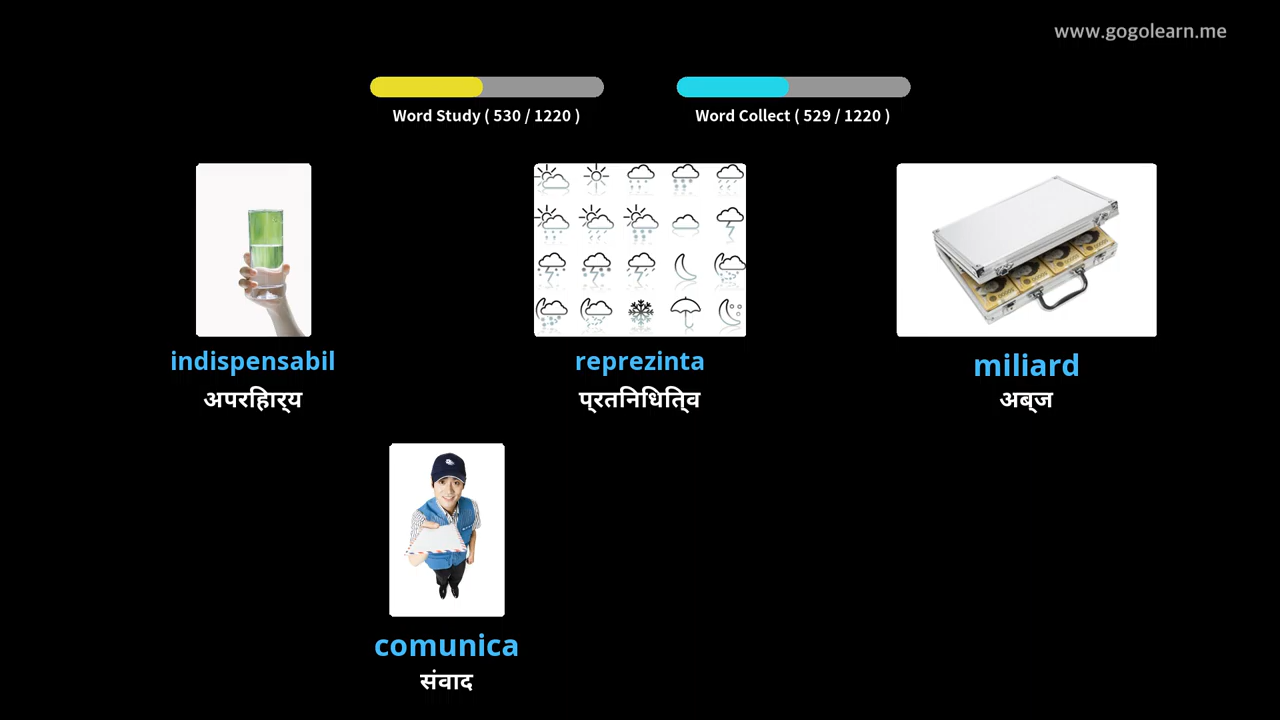 www.gogolearn.me
Word Study ( 530 / 1220 )
Word Collect ( 529 / 1220 )
indispensabil
अपरिहार्य
reprezinta
प्रतिनिधित्व
miliard
अब्ज
comunica
संवाद